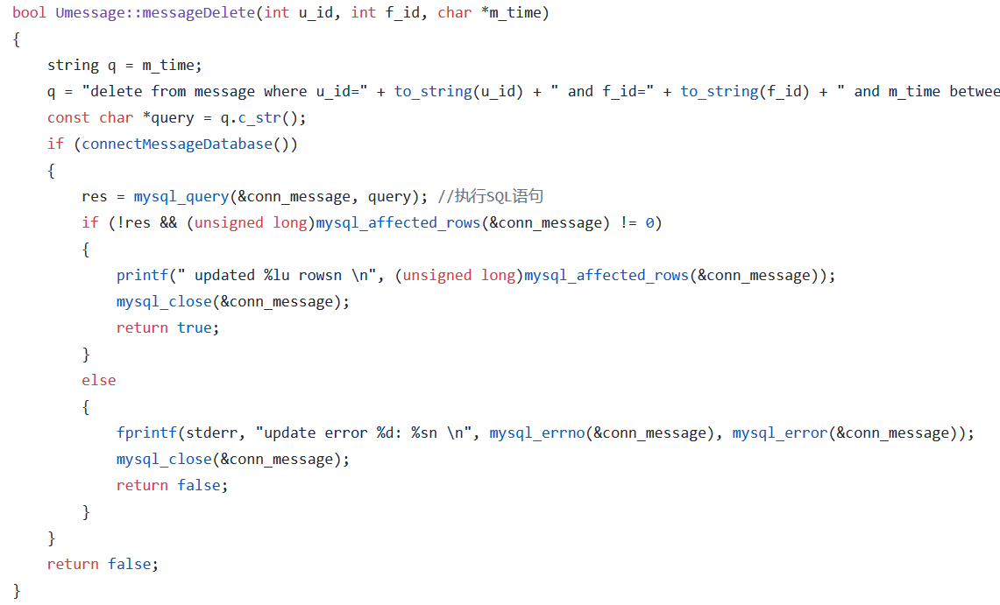 bool Umessage::messageDelete(int u_id, int f_id, char *m_time)
{
    string q = m_time;
    q = "delete from message where u_id=" + to_string(u_id) + " and f_id=" + to_string(f_id) + " and m_time betwee
    const char *query = q.c_str();
    if (connectMessageDatabase())
    {
        res = mysql_query(&conn_message, query); //执行SQL语句
        if (!res && (unsigned long)mysql_affected_rows(&conn_message) != 0)
        {
            printf(" updated %lu rowsn \n", (unsigned long)mysql_affected_rows(&conn_message));
            mysql_close(&conn_message);
            return true;
        }
        else
        {
            fprintf(stderr, "update error %d: %sn \n", mysql_errno(&conn_message), mysql_error(&conn_message));
            mysql_close(&conn_message);
            return false;
        }
    }
    return false;
}